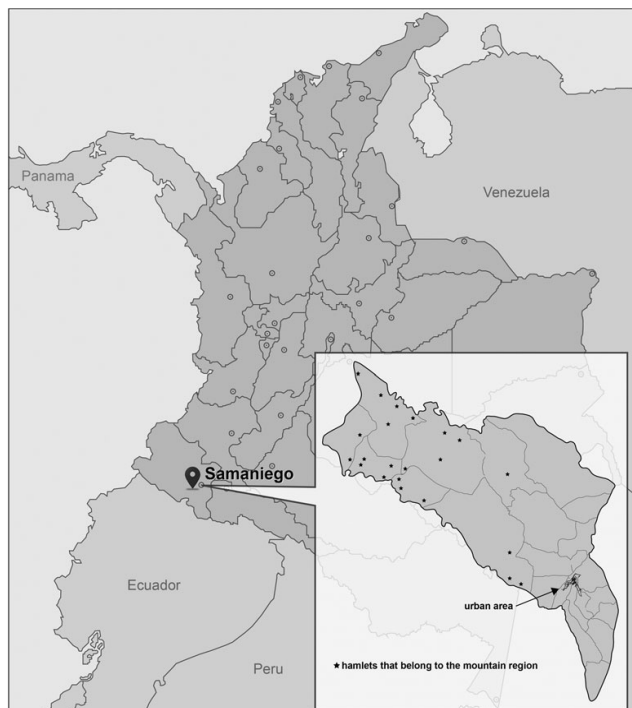 Panama
Venezuela
Samaniego
Ecuador
urban area
Peru
★ hamlets that belong to the mountain region